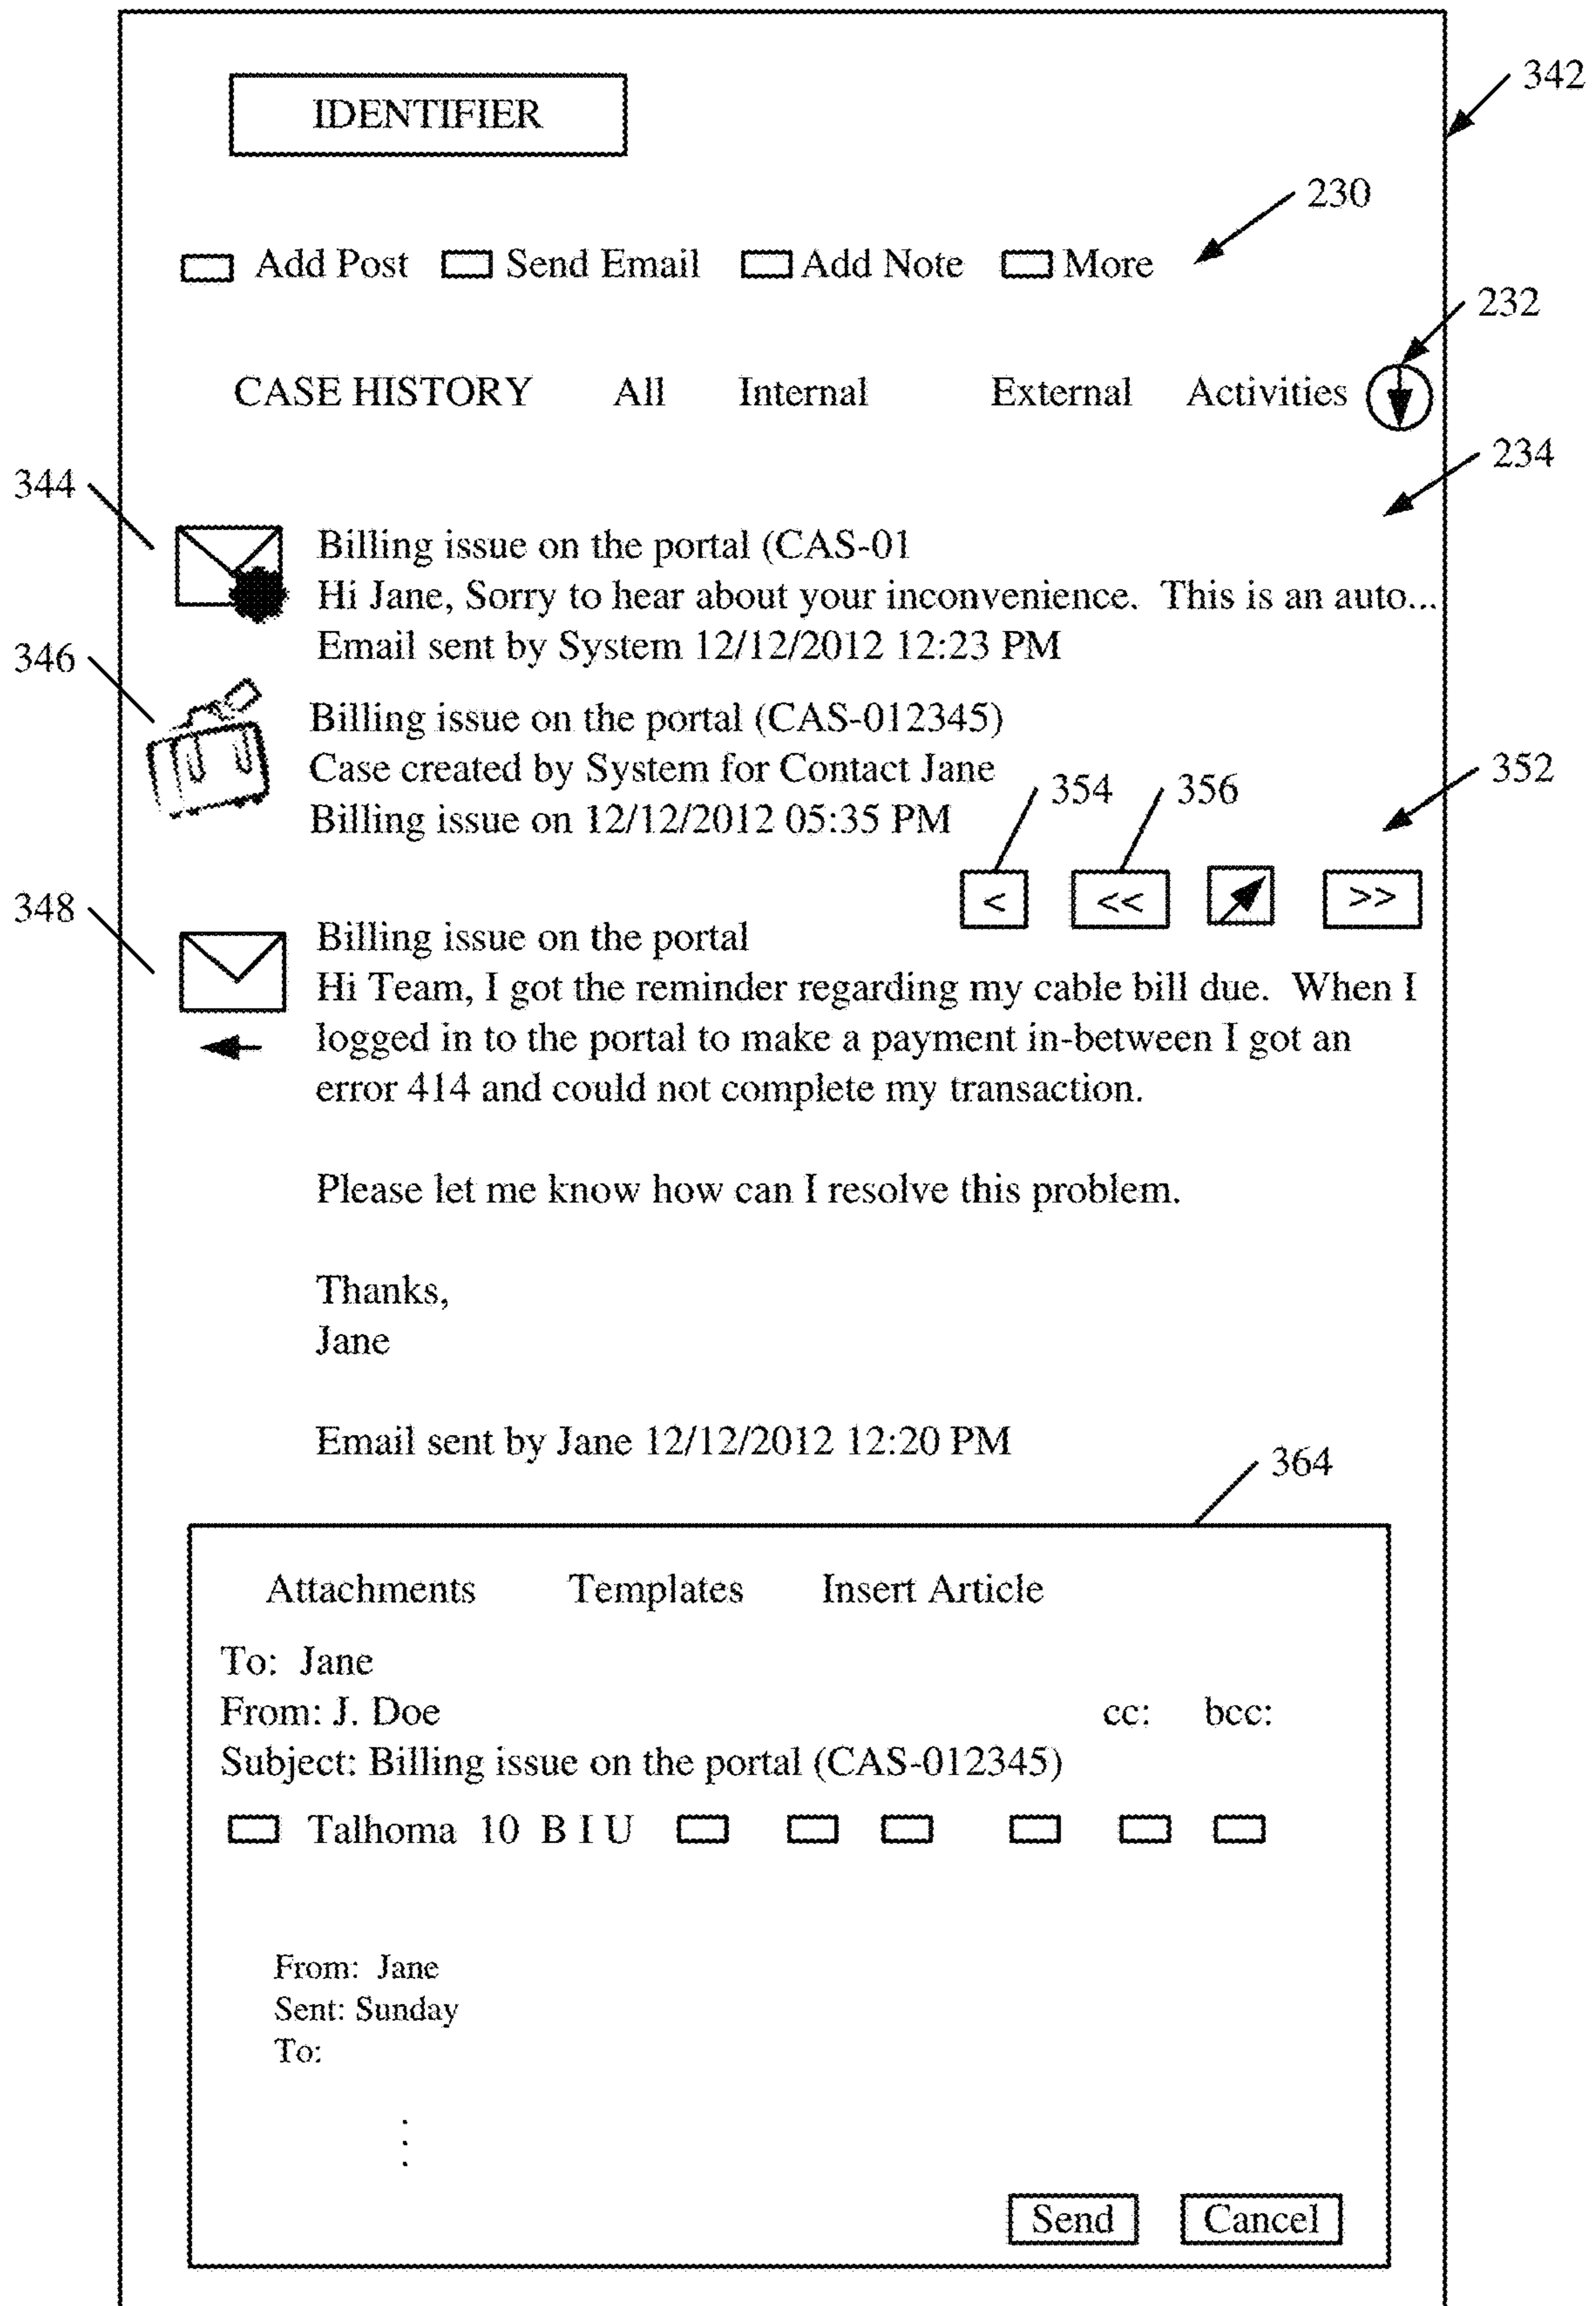 IDENTIFIER
342
230
Add Post Send Email Add Note More
232
CASE HISTORY All Internal External Activities
234
344
Billing issue on the portal (CAS-01
Hi Jane, Sorry to hear about your inconvenience. This is an auto...
Email sent by System 12/12/2012 12:23 PM
346
Billing issue on the portal (CAS-012345)
Case created by System for Contact Jane
Billing issue on 12/12/2012 05:35 PM
354 356 352
< << >>
348
Billing issue on the portal
Hi Team, I got the reminder regarding my cable bill due. When I
logged in to the portal to make a payment in-between I got an
error 414 and could not complete my transaction.
Please let me know how can I resolve this problem.
Thanks,
Jane
Email sent by Jane 12/12/2012 12:20 PM
364
Attachments Templates Insert Article
To: Jane
From: J. Doe cc: bcc:
Subject: Billing issue on the portal (CAS-012345)
Talhoma 10 B I U
From: Jane
Sent: Sunday
To:
Send Cancel